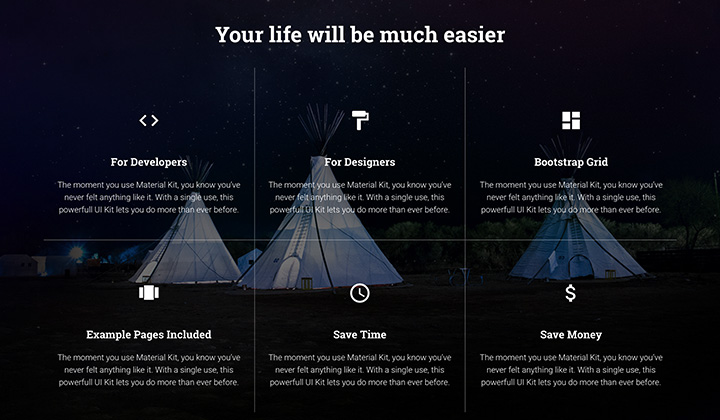 Your life will be much easier
For Developers
The moment you use Material Kit, you know you've
never felt anything like it. With a single use, this
powerfull UI Kit lets you do more than ever before.
For Designers
The moment you use Material Kit, you know you've
never felt anything like it. With a single use, this
powerfull UI Kit lets you do more than ever before.
Bootstrap Grid
The moment you use Material Kit, you know you've
never felt anything like it. With a single use, this
powerfull UI Kit lets you do more than ever before.
Example Pages Included
The moment you use Material Kit, you know you've
never felt anything like it. With a single use, this
powerfull UI Kit lets you do more than ever before.
Save Time
The moment you use Material Kit, you know you've
never felt anything like it. With a single use, this
powerfull UI Kit lets you do more than ever before.
Save Money
The moment you use Material Kit, you know you've
never felt anything like it. With a single use, this
powerfull UI Kit lets you do more than ever before.